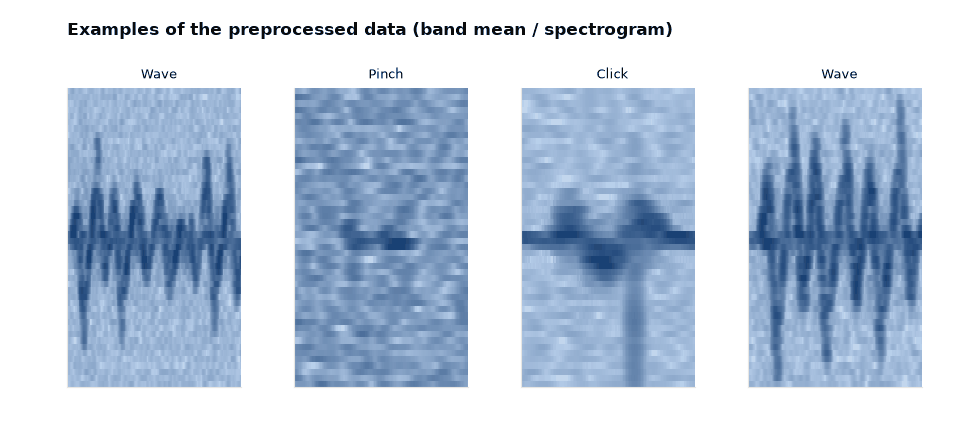 Examples of the preprocessed data (band mean / spectrogram)
Wave
Pinch
Click
Wave